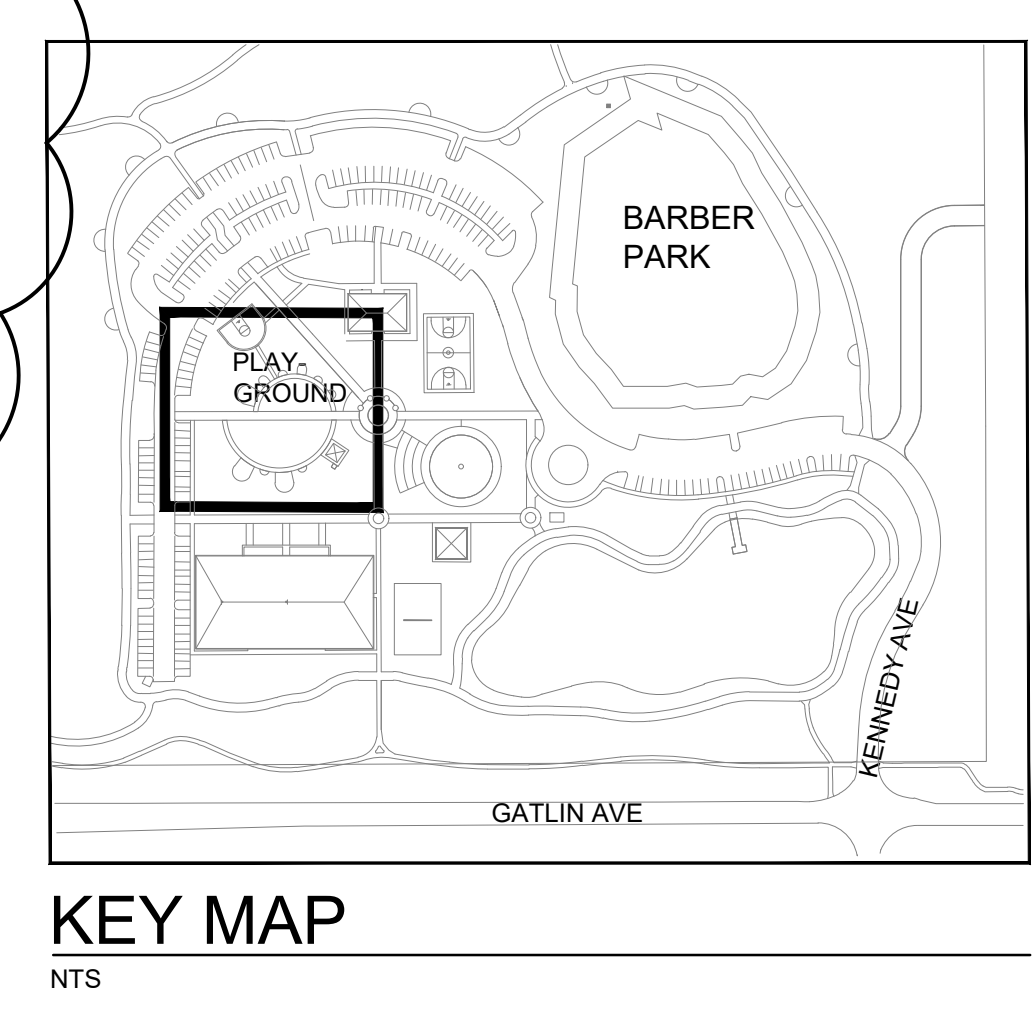 BARBER
PARK
PLAY-
GROUND
KENNEDY AVE
GATLIN AVE
KEY MAP
NTS